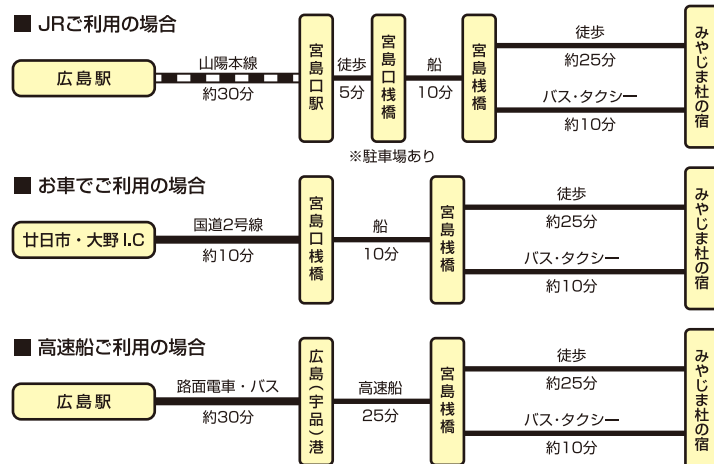 ■ JRご利用の場合
広島駅
山陽本線
約30分
宮島口駅
徒歩
5分
宮島口桟橋
船
10分
宮島桟橋
徒歩
約25分
バス・タクシー
約10分
みやじま杜の宿
※駐車場あり
■ お車でご利用の場合
廿日市・大野I.C
国道2号線
約10分
宮島口桟橋
船
10分
宮島桟橋
徒歩
約25分
バス・タクシー
約10分
みやじま杜の宿
■ 高速船ご利用の場合
広島駅
路面電車・バス
約30分
広島(宇品)港
高速船
25分
宮島桟橋
徒歩
約25分
バス・タクシー
約10分
みやじま杜の宿